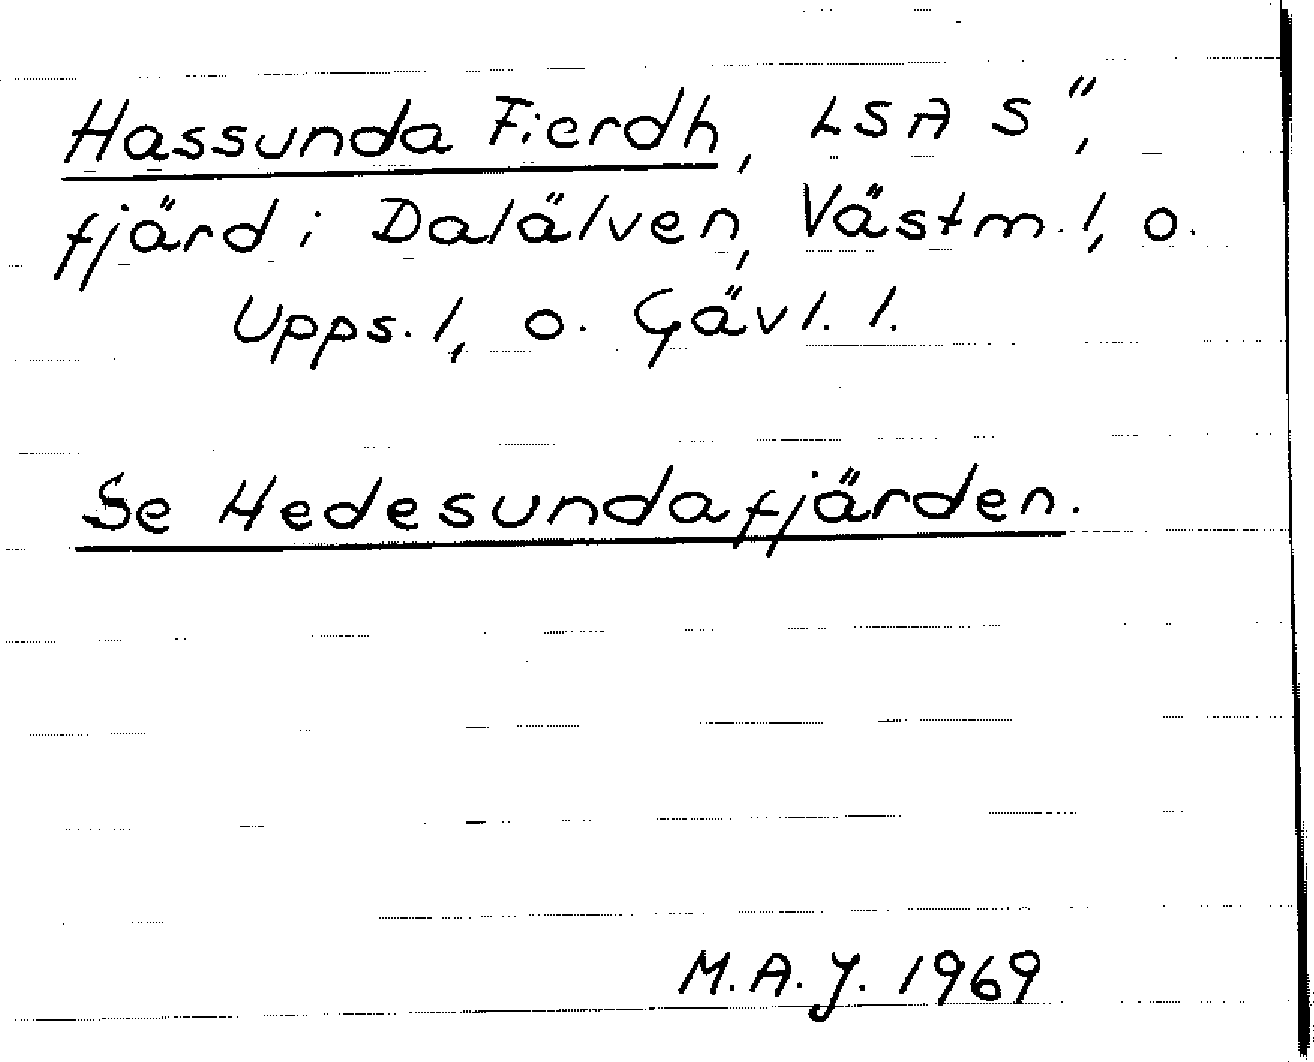 Hassunda Fierdh, LSA S",
fjärd i Dalälven, Västm. l, o.
Upps. l, o. Gävl. l.
Se Hedesundafjärden.
M.A.J. 1969